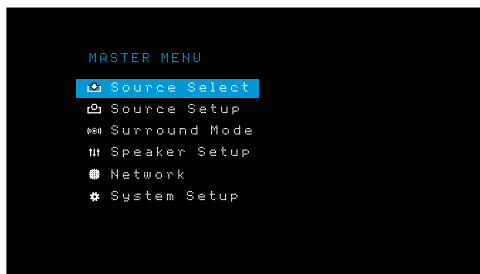 MASTER MENU
Source Select
Source Setup
Surround Mode
Speaker Setup
Network
System Setup